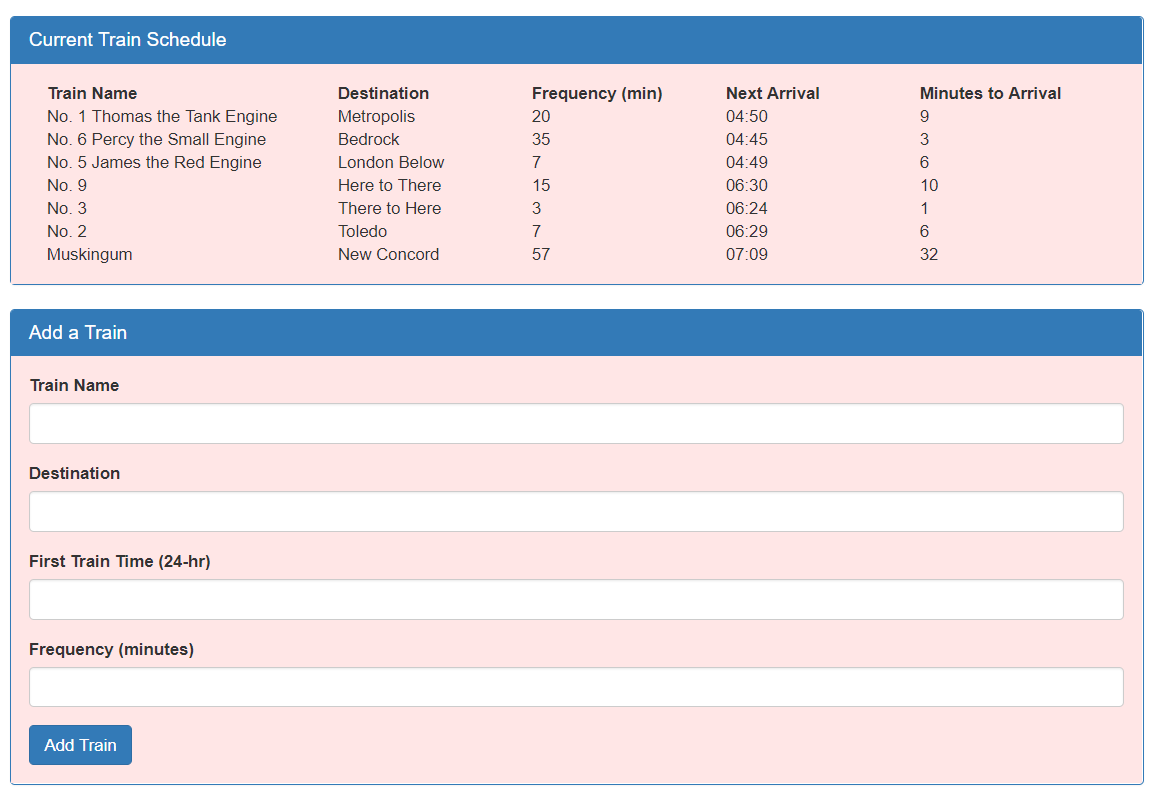 Current Train Schedule
Train Name Destination Frequency (min) Next Arrival Minutes to Arrival
No. 1 Thomas the Tank Engine Metropolis 20 04:50 9
No. 6 Percy the Small Engine Bedrock 35 04:45 3
No. 5 James the Red Engine London Below 7 04:49 6
No. 9 Here to There 15 06:30 10
No. 3 There to Here 3 06:24 1
No. 2 Toledo 7 06:29 6
Muskingum New Concord 57 07:09 32
Add a Train
Train Name
Destination
First Train Time (24-hr)
Frequency (minutes)
Add Train